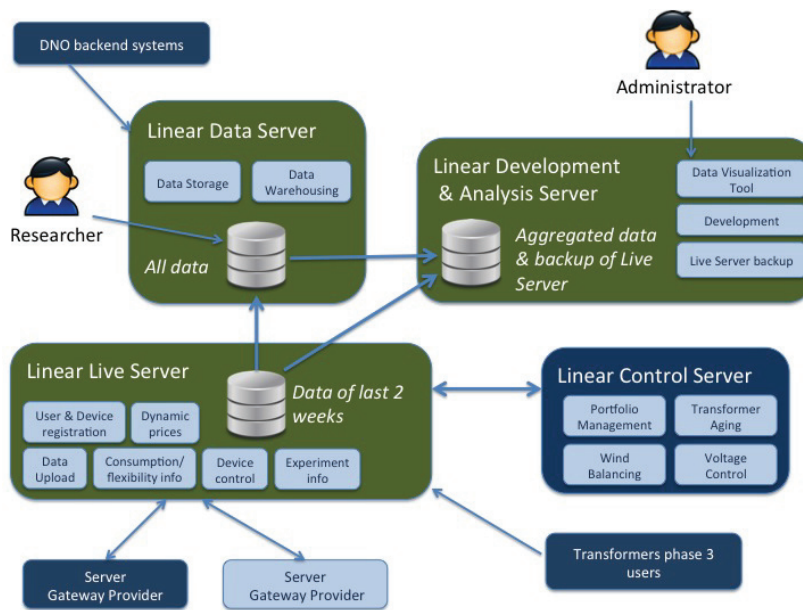 DNO backend systems
Administrator
Linear Data Server
Data Storage
Data
Warehousing
Researcher
All data
Linear Development
& Analysis Server
Data Visualization
Tool
Development
Live Server backup
Aggregated data
& backup of Live
Server
Linear Live Server
Data of last 2
weeks
User & Device
registration
Dynamic
prices
Data
Upload
Consumption/
flexibility info
Device
control
Experiment
info
Linear Control Server
Portfolio
Management
Transformer
Aging
Wind
Balancing
Voltage
Control
Server
Gateway Provider
Server
Gateway Provider
Transformers phase 3
users